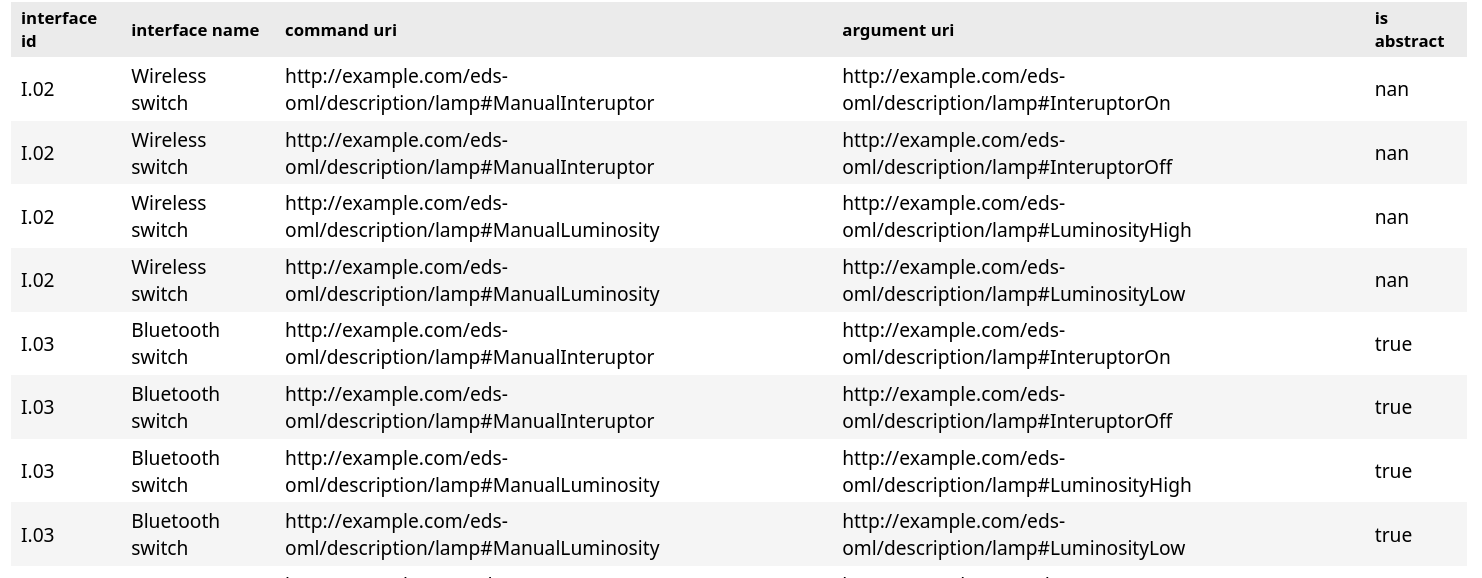 interface id interface name command uri argument uri is abstract
I.02 Wireless switch http://example.com/eds-oml/description/lamp#ManualInteruptor http://example.com/eds-oml/description/lamp#InteruptorOn nan
I.02 Wireless switch http://example.com/eds-oml/description/lamp#ManualInteruptor http://example.com/eds-oml/description/lamp#InteruptorOff nan
I.02 Wireless switch http://example.com/eds-oml/description/lamp#ManualLuminosity http://example.com/eds-oml/description/lamp#LuminosityHigh nan
I.02 Wireless switch http://example.com/eds-oml/description/lamp#ManualLuminosity http://example.com/eds-oml/description/lamp#LuminosityLow nan
I.03 Bluetooth switch http://example.com/eds-oml/description/lamp#ManualInteruptor http://example.com/eds-oml/description/lamp#InteruptorOn true
I.03 Bluetooth switch http://example.com/eds-oml/description/lamp#ManualInteruptor http://example.com/eds-oml/description/lamp#InteruptorOff true
I.03 Bluetooth switch http://example.com/eds-oml/description/lamp#ManualLuminosity http://example.com/eds-oml/description/lamp#LuminosityHigh true
I.03 Bluetooth switch http://example.com/eds-oml/description/lamp#ManualLuminosity http://example.com/eds-oml/description/lamp#LuminosityLow true